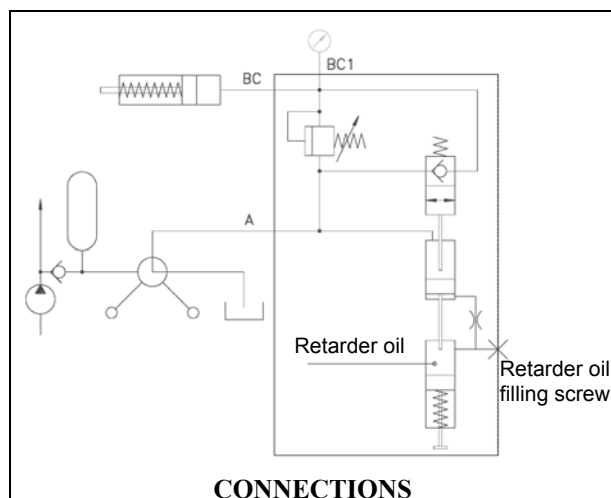 BC1
BC
A
Retarder oil
Retarder oil
filling screw
CONNECTIONS